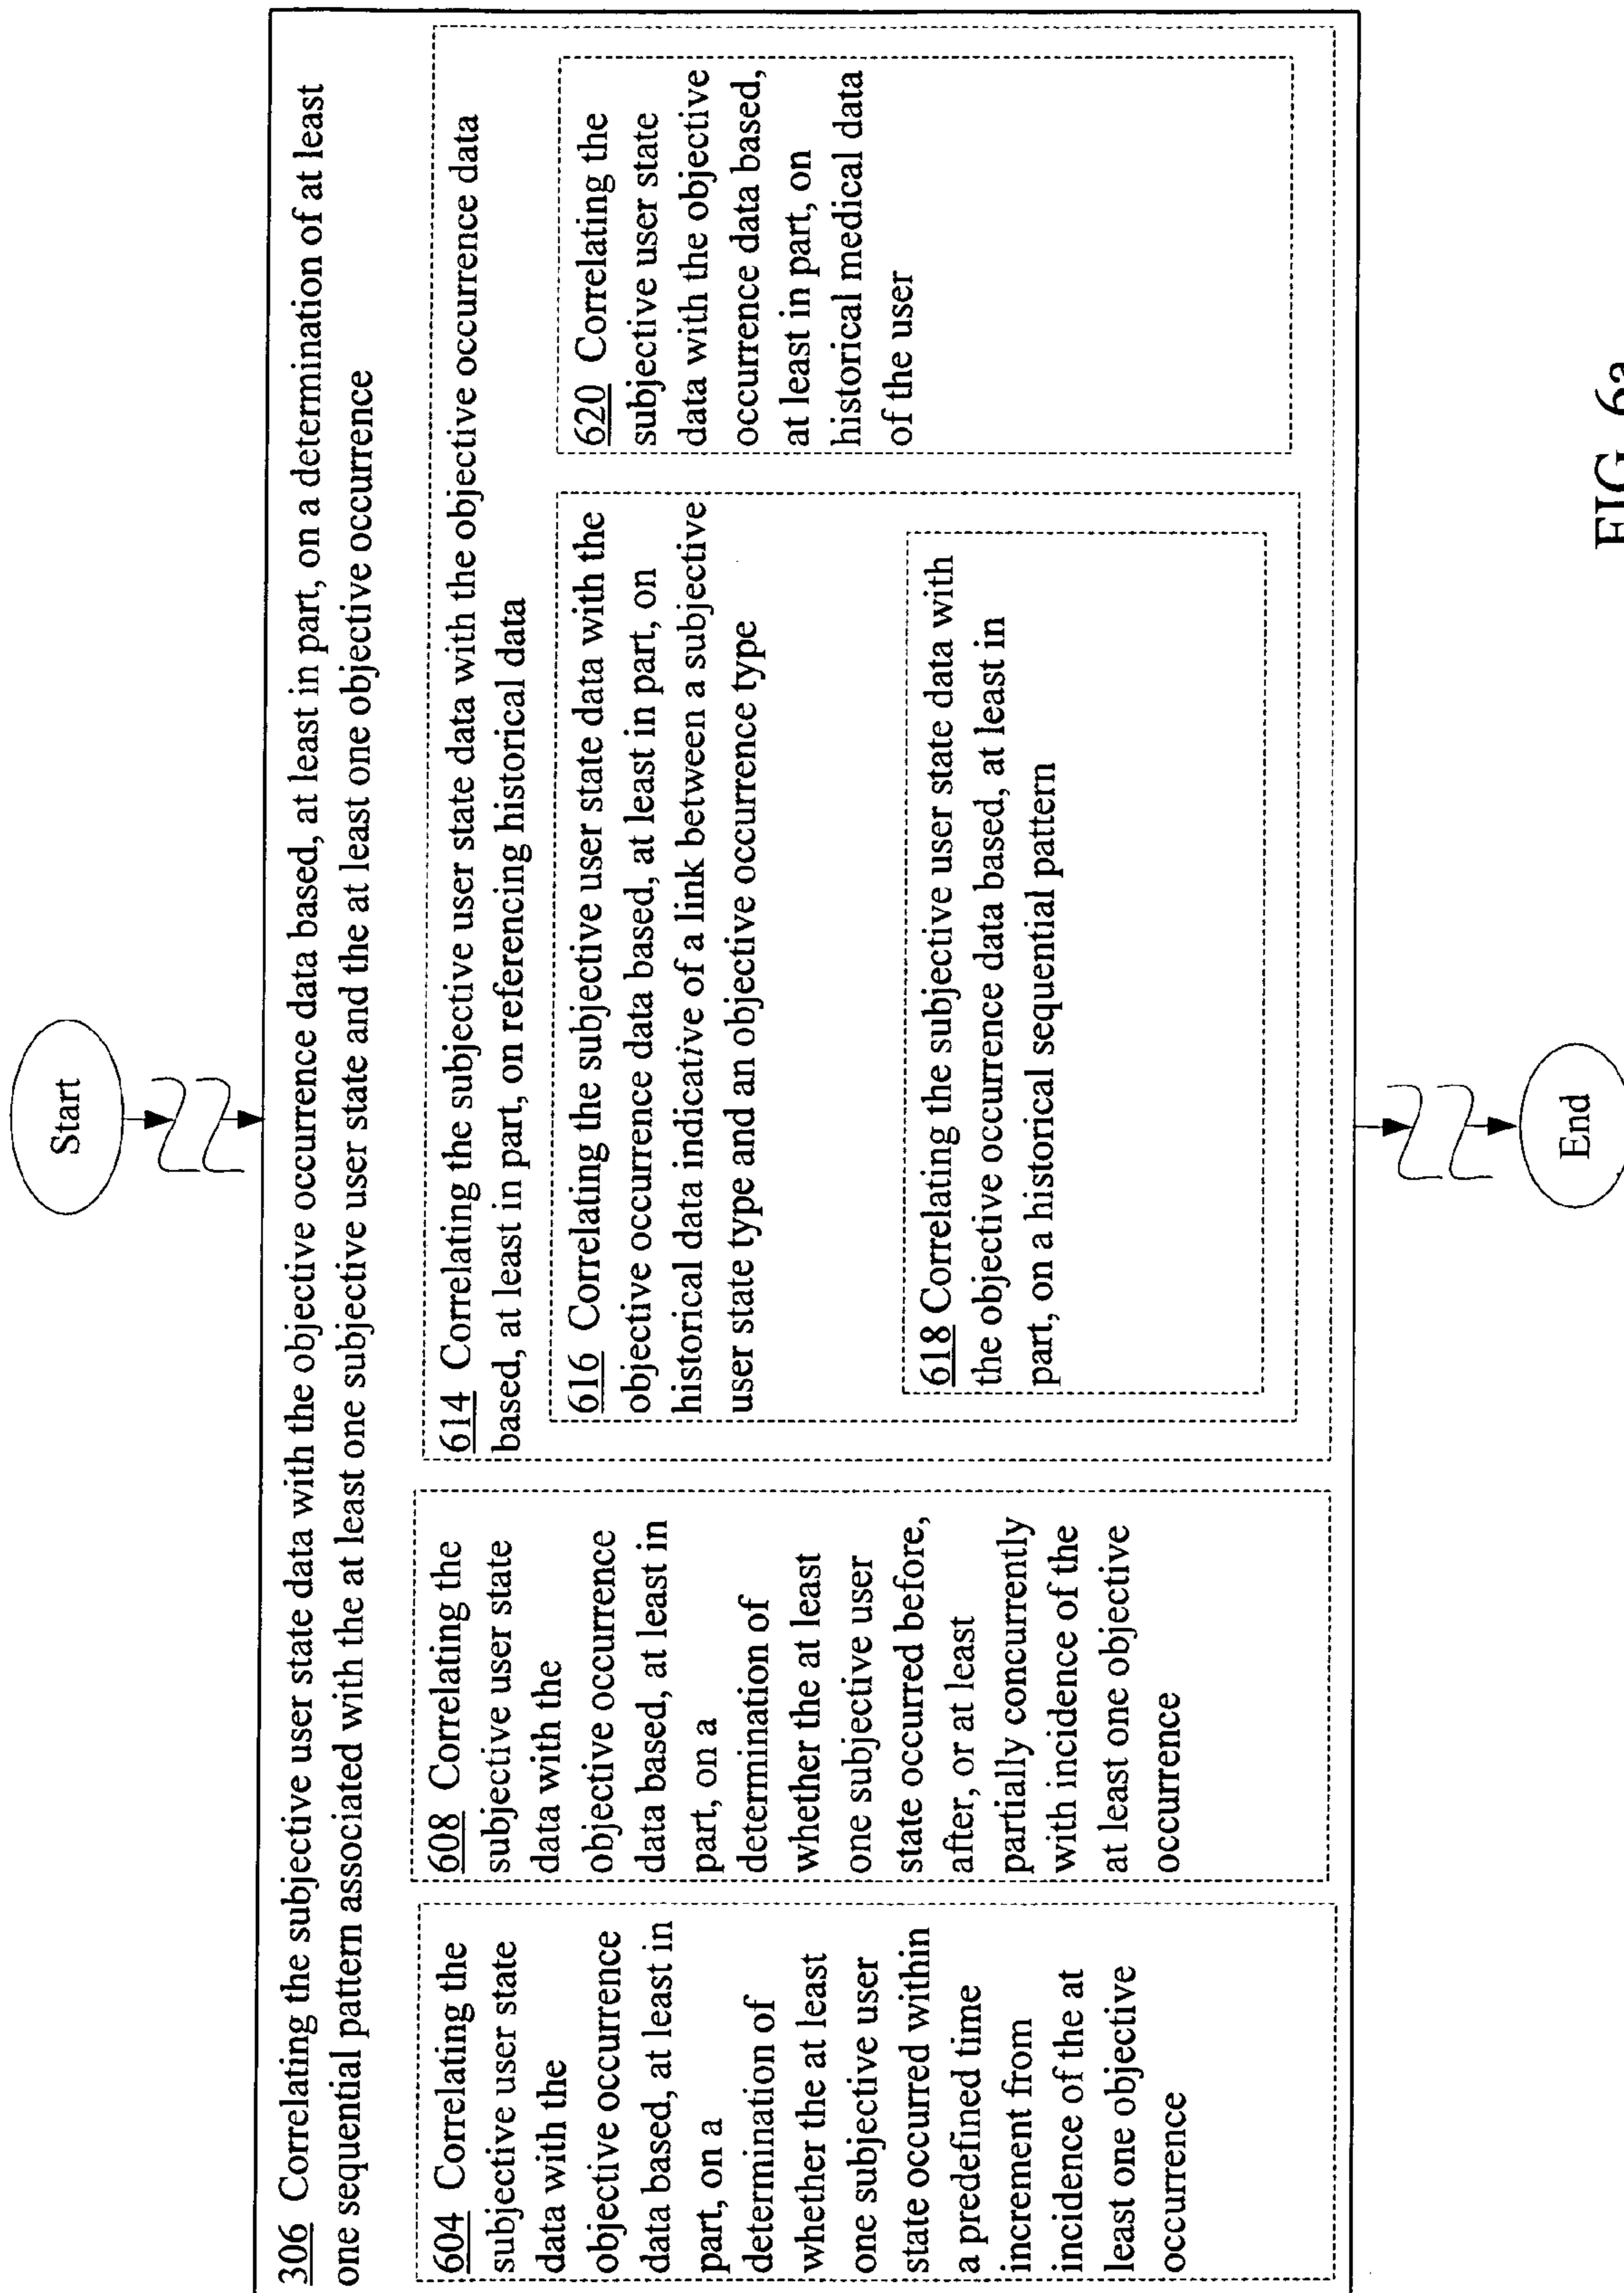 Start
306 Correlating the subjective user state data with the objective occurrence data based, at least in part, on a determination of at least
one sequential pattern associated with the at least one subjective user state and the at least one objective occurrence
604 Correlating the
subjective user state
data with the
objective occurrence
data based, at least in
part, on a
determination of
whether the at least
one subjective user
state occurred within
a predefined time
increment from
incidence of the at
least one objective
occurrence
608 Correlating the
subjective user state
data with the
objective occurrence
data based, at least in
part, on a
determination of
whether the at least
one subjective user
state occurred before,
after, or at least
partially concurrently
with incidence of the
at least one objective
occurrence
614 Correlating the subjective user state data with the objective occurrence data
based, at least in part, on referencing historical data
616 Correlating the subjective user state data with the
objective occurrence data based, at least in part, on
historical data indicative of a link between a subjective
user state type and an objective occurrence type
618 Correlating the subjective user state data with
the objective occurrence data based, at least in
part, on a historical sequential pattern
620 Correlating the
subjective user state
data with the objective
occurrence data based,
at least in part, on
historical medical data
of the user
End
FIG. 6a